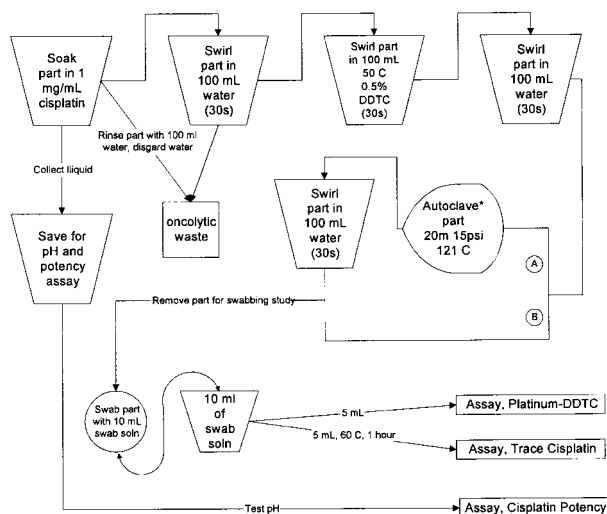 Soak
part in 1
mg/mL
cisplatin
Swirl
part in
100 mL
water
(30s)
Swirl part
in 100 mL
50 C
0.5%
DDTC
(30s)
Swirl
part in
100 mL
water
(30s)
Rinse part with 100 ml
water, disgard water
Collect lliquid
Save for
pH and
potency
assay
oncolytic
waste
Swirl
part in
100 mL
water
(30s)
Autoclave*
part
20m 15psi
121 C
A
B
Remove part for swabbing study
Swab part
with 10 mL
swab soln
10 ml
of
swab
soln
5 mL
5 mL, 60 C, 1 hour
Assay, Platinum-DDTC
Assay, Trace Cisplatin
Test pH
Assay, Cisplatin Potency